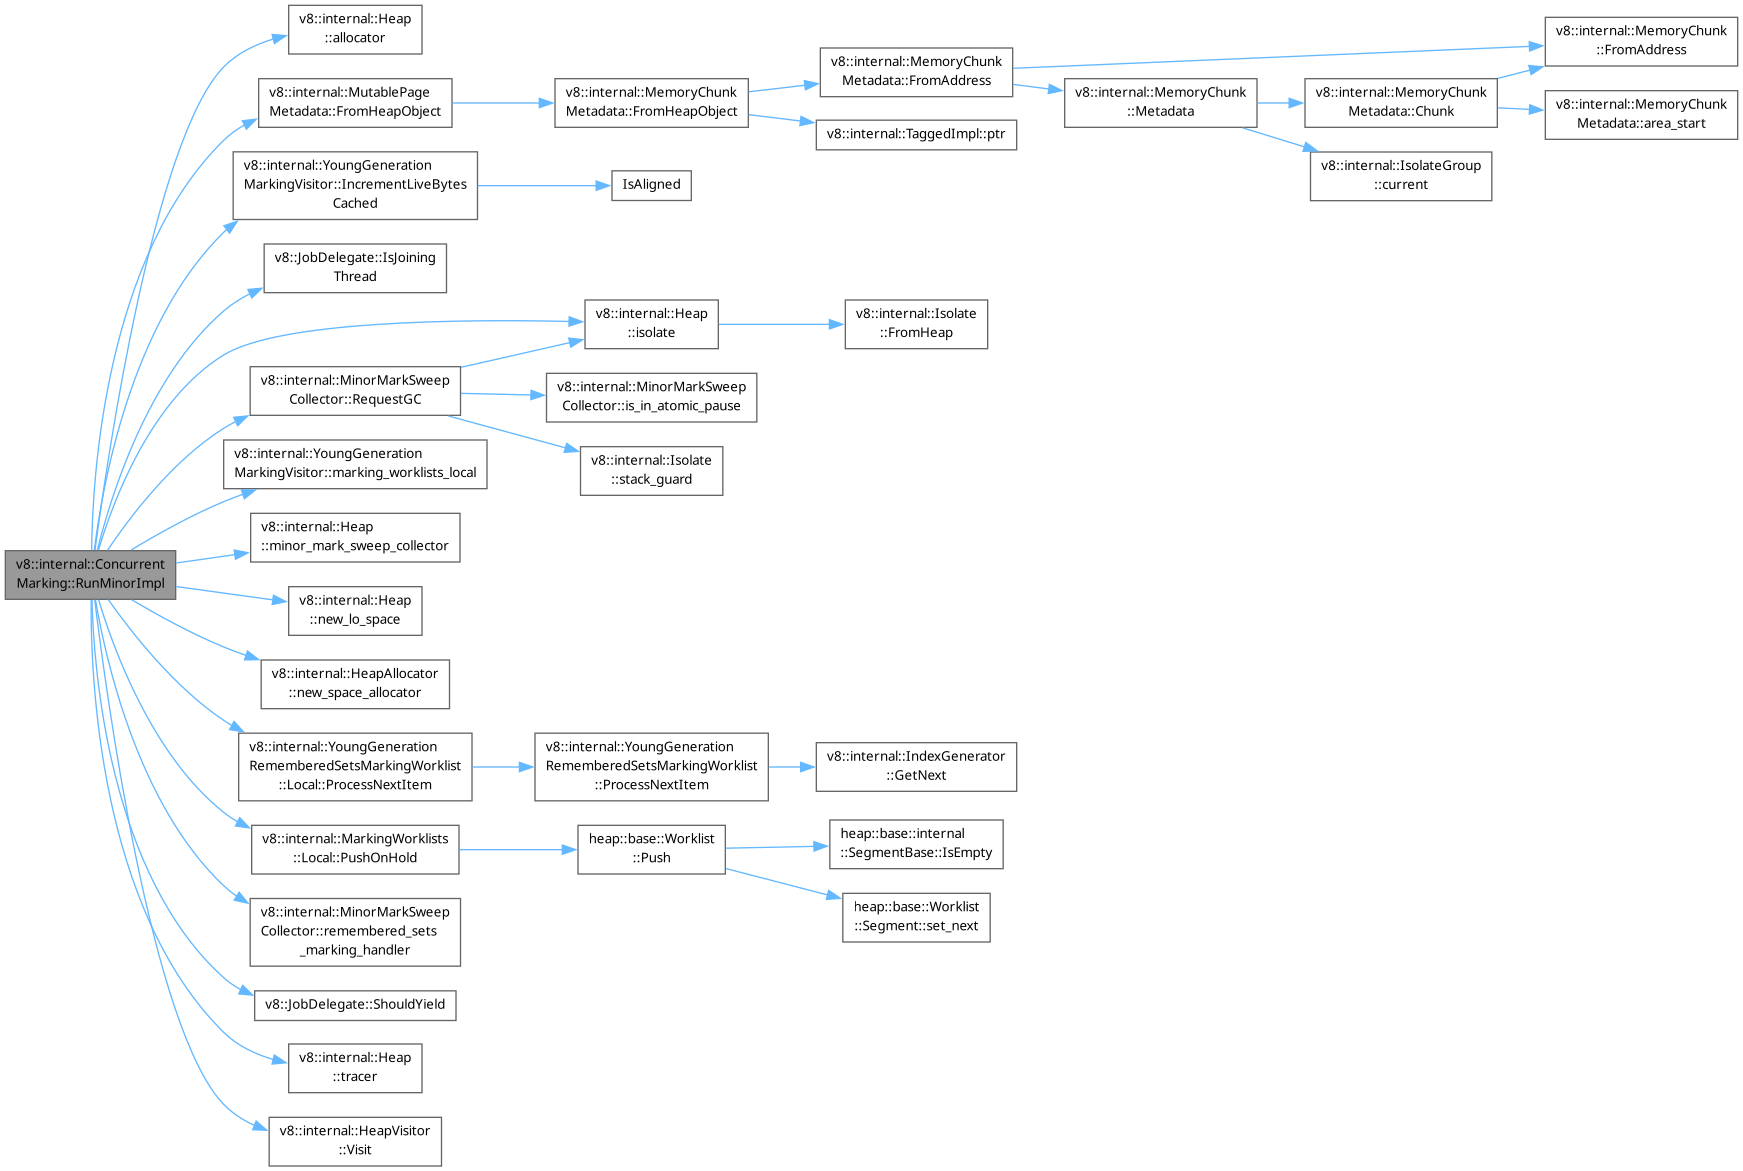 v8::internal::Heap
::allocator
v8::internal::MutablePage
Metadata::FromHeapObject
v8::internal::MemoryChunk
Metadata::FromHeapObject
v8::internal::MemoryChunk
Metadata::FromAddress
v8::internal::TaggedImpl::ptr
v8::internal::MemoryChunk
::Metadata
v8::internal::MemoryChunk
Metadata::Chunk
v8::internal::IsolateGroup
::current
v8::internal::MemoryChunk
::FromAddress
v8::internal::MemoryChunk
Metadata::area_start
v8::internal::YoungGeneration
MarkingVisitor::IncrementLiveBytes
Cached
IsAligned
v8::JobDelegate::IsJoining
Thread
v8::internal::Heap
::isolate
v8::internal::Isolate
::FromHeap
v8::internal::MinorMarkSweep
Collector::RequestGC
v8::internal::MinorMarkSweep
Collector::is_in_atomic_pause
v8::internal::Isolate
::stack_guard
v8::internal::YoungGeneration
MarkingVisitor::marking_worklists_local
v8::internal::Heap
::minor_mark_sweep_collector
v8::internal::Concurrent
Marking::RunMinorImpl
v8::internal::Heap
::new_lo_space
v8::internal::HeapAllocator
::new_space_allocator
v8::internal::YoungGeneration
RememberedSetsMarkingWorklist
::Local::ProcessNextItem
v8::internal::YoungGeneration
RememberedSetsMarkingWorklist
::ProcessNextItem
v8::internal::IndexGenerator
::GetNext
v8::internal::MarkingWorklists
::Local::PushOnHold
heap::base::Worklist
::Push
heap::base::internal
::SegmentBase::IsEmpty
heap::base::Worklist
::Segment::set_next
v8::internal::MinorMarkSweep
Collector::remembered_sets
_marking_handler
v8::JobDelegate::ShouldYield
v8::internal::Heap
::tracer
v8::internal::HeapVisitor
::Visit